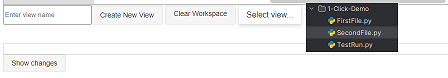 Enter view name
Create New View
Clear Workspace
Select view...
1-Click-Demo
FirstFile.py
SecondFile.py
TestRun.py
Show changes